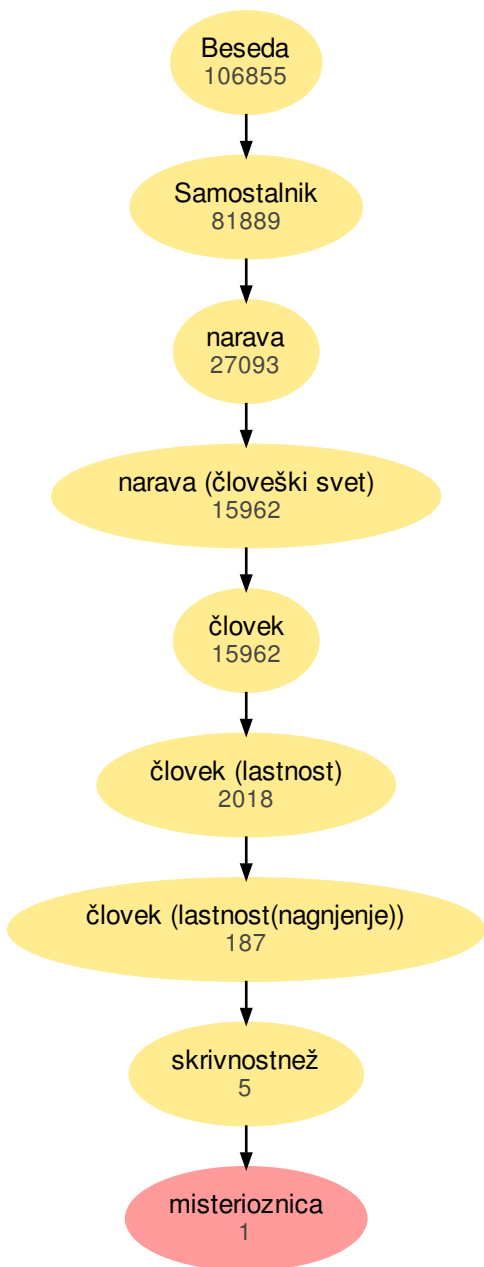 Beseda
106855
Samostalnik
81889
narava
27093
narava (človeški svet)
15962
človek
15962
človek (lastnost)
2018
človek (lastnost(nagnjenje))
187
skrivnostnež
5
misterioznica
1